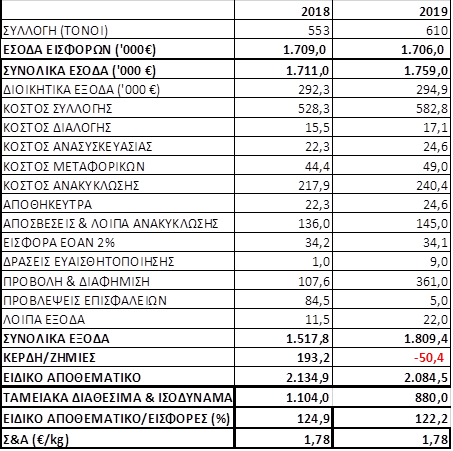 2018 2019
ΣΥΛΛΟΓΗ (ΤΟΝΟΙ) 553 610
ΕΣΟΔΑ ΕΙΣΦΟΡΩΝ ('000€) 1.709,0 1.706,0
ΣΥΝΟΛΙΚΑ ΕΣΟΔΑ ('000 €) 1.711,0 1.759,0
ΔΙΟΙΚΗΤΙΚΑ ΕΞΟΔΑ ('000 €) 292,3 294,9
ΚΟΣΤΟΣ ΣΥΛΛΟΓΗΣ 528,3 582,8
ΚΟΣΤΟΣ ΔΙΑΛΟΓΗΣ 15,5 17,1
ΚΟΣΤΟΣ ΑΝΑΣΥΣΚΕΥΑΣΙΑΣ 22,3 24,6
ΚΟΣΤΟΣ ΜΕΤΑΦΟΡΙΚΩΝ 44,4 49,0
ΚΟΣΤΟΣ ΑΝΑΚΥΚΛΩΣΗΣ 217,9 240,4
ΑΠΟΘΗΚΕΥΤΡΑ 22,3 24,6
ΑΠΟΣΒΕΣΕΙΣ & ΛΟΙΠΑ ΑΝΑΚΥΚΛΩΣΗΣ 136,0 145,0
ΕΙΣΦΟΡΑ ΕΟΑΝ 2% 34,2 34,1
ΔΡΑΣΕΙΣ ΕΥΑΙΣΘΗΤΟΠΟΙΗΣΗΣ 1,0 9,0
ΠΡΟΒΟΛΗ & ΔΙΑΦΗΜΙΣΗ 107,6 361,0
ΠΡΟΒΛΕΨΕΙΣ ΕΠΙΣΦΑΛΕΙΩΝ 84,5 5,0
ΛΟΙΠΑ ΕΞΟΔΑ 11,5 22,0
ΣΥΝΟΛΙΚΑ ΕΞΟΔΑ 1.517,8 1.809,4
ΚΕΡΔΗ/ΖΗΜΙΕΣ 193,2 -50,4
ΕΙΔΙΚΟ ΑΠΟΘΕΜΑΤΙΚΟ 2.134,9 2.084,5
ΤΑΜΕΙΑΚΑ ΔΙΑΘΕΣΙΜΑ & ΙΣΟΔΥΝΑΜΑ 1.104,0 880,0
ΕΙΔΙΚΟ ΑΠΟΘΕΜΑΤΙΚΟ/ΕΙΣΦΟΡΕΣ (%) 124,9 122,2
Σ&Α (€/kg) 1,78 1,78